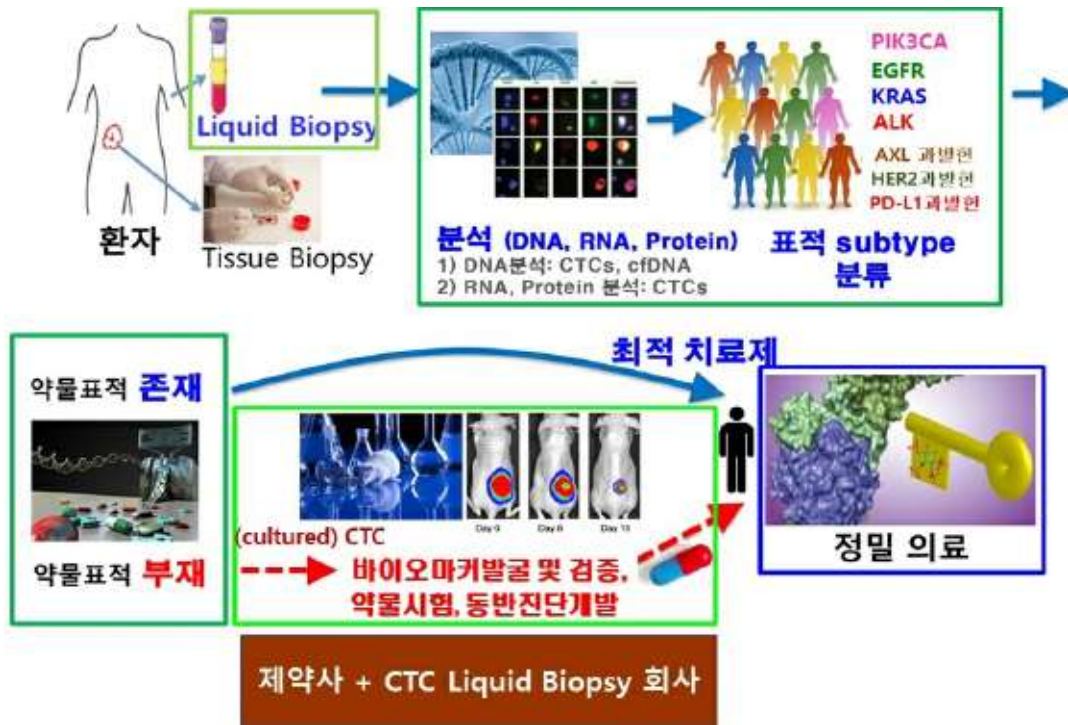 Liquid Biopsy
환자
Tissue Biopsy
분석 (DNA, RNA, Protein)
1) DNA분석: CTCs, cfDNA
2) RNA, Protein 분석: CTCs
PIK3CA
EGFR
KRAS
ALK
AXL 과발현
HER2과발현
PD-L1과발현
표적 subtype
분류
약물표적 존재
약물표적 부재
최적 치료제
Day 0
Day 8
(cultured) CTC
바이오마커발굴 및 검증,
약물시험, 동반진단개발
정밀 의료
제약사 + CTC Liquid Biopsy 회사